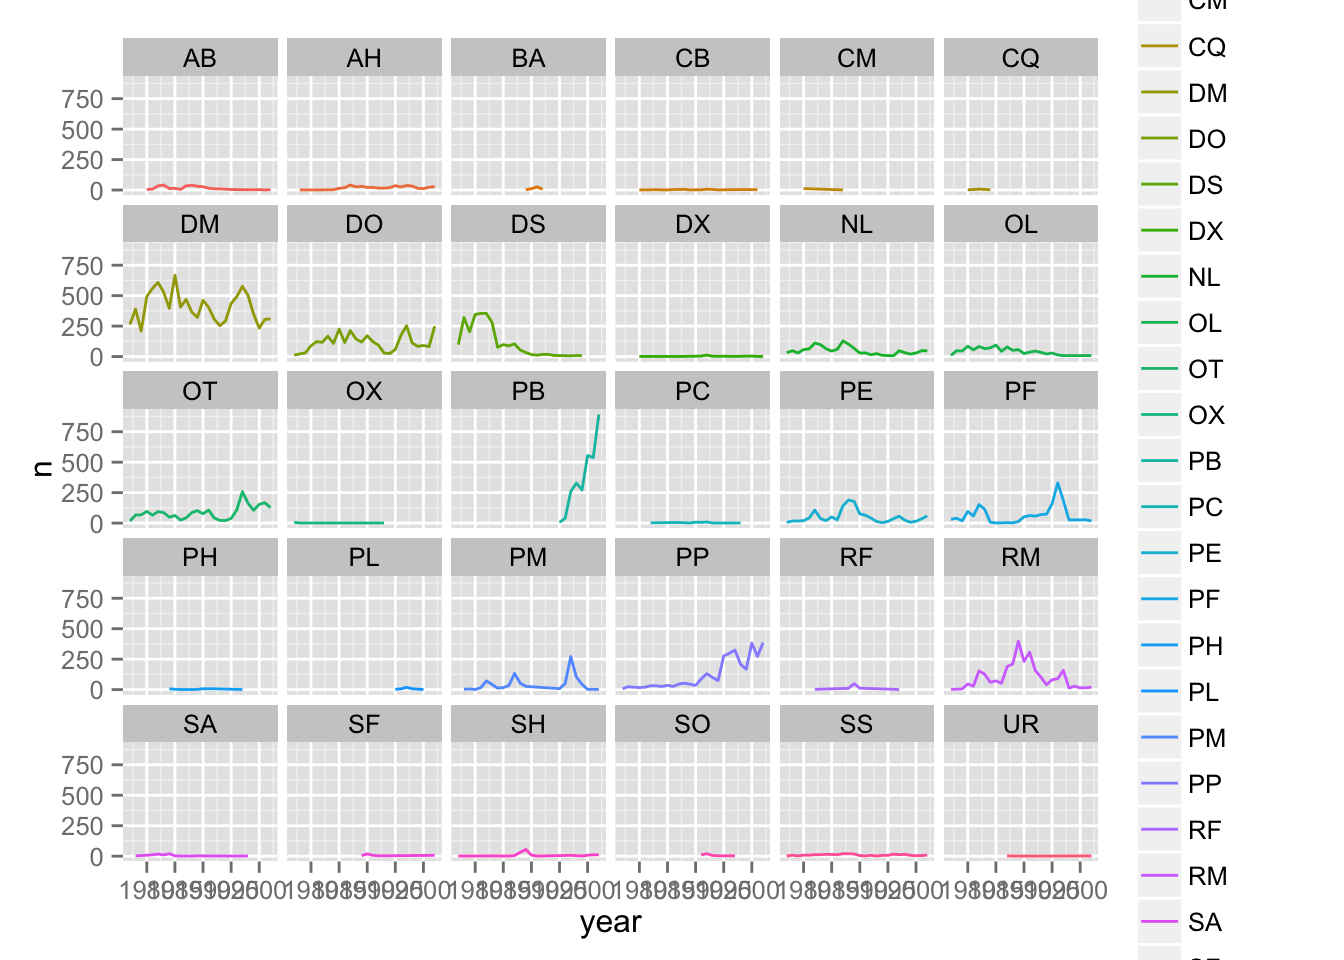 CM
AB AH BA CB CM CQ
750
500
250
0
DM DO DS DX NL OL
750
500
250
0
OT OX PB PC PE PF
750
500
250
0
PH PL PM PP RF RM
750
500
250
0
SA SF SH SO SS UR
750
500
250
0
n
year
CQ
DM
DO
DS
DX
NL
OL
OT
OX
PB
PC
PE
PF
PH
PL
PM
PP
RF
RM
SA